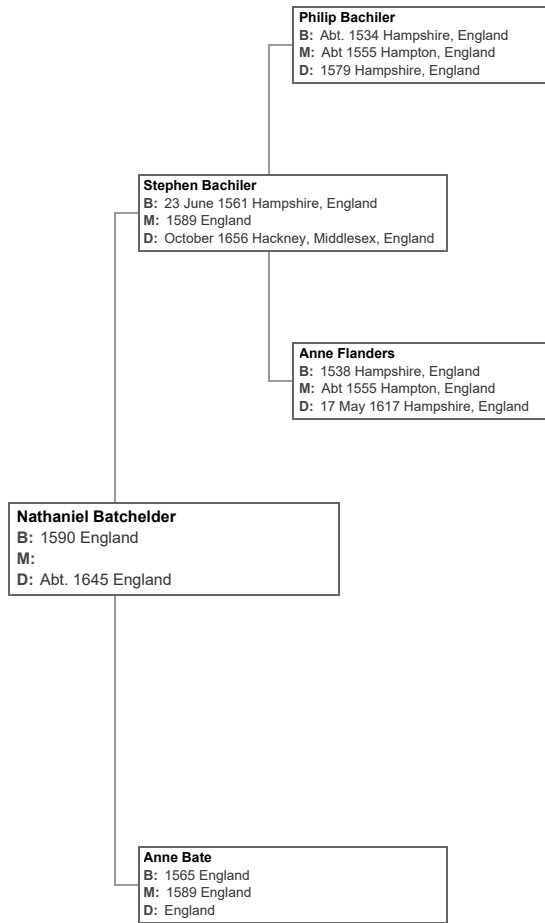 Philip Bachiler
B: Abt. 1534 Hampshire, England
M: Abt 1555 Hampton, England
D: 1579 Hampshire, England
Stephen Bachiler
B: 23 June 1561 Hampshire, England
M: 1589 England
D: October 1656 Hackney, Middlesex, England
Anne Flanders
B: 1538 Hampshire, England
M: Abt 1555 Hampton, England
D: 17 May 1617 Hampshire, England
Nathaniel Batchelder
B: 1590 England
M:
D: Abt. 1645 England
Anne Bate
B: 1565 England
M: 1589 England
D: England